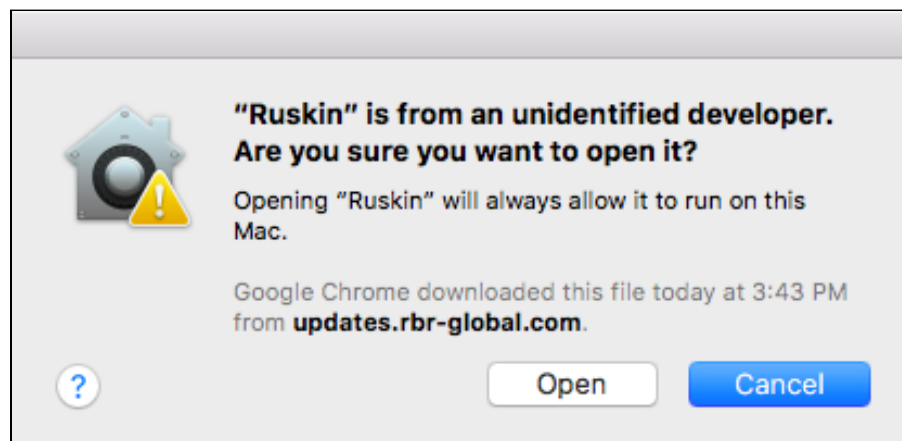 “Ruskin” is from an unidentified developer.
Are you sure you want to open it?
Opening “Ruskin” will always allow it to run on this
Mac.
Google Chrome downloaded this file today at 3:43 PM
from updates.rbr-global.com.
?
Open
Cancel